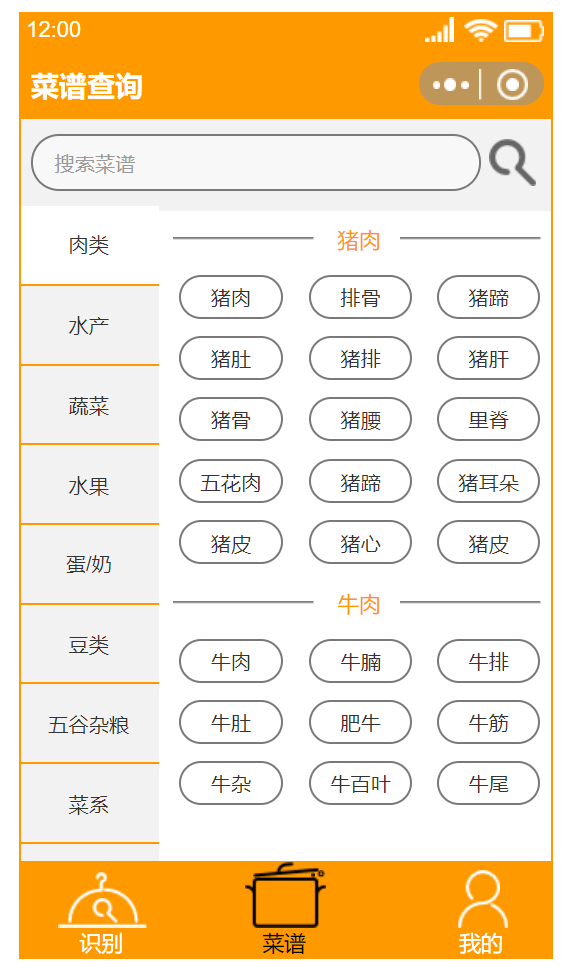 12:00
菜谱查询
搜索菜谱
肉类
水产
蔬菜
水果
蛋/奶
豆类
五谷杂粮
菜系
猪肉
猪肉 排骨 猪蹄
猪肚 猪排 猪肝
猪骨 猪腰 里脊
五花肉 猪蹄 猪耳朵
猪皮 猪心 猪皮
牛肉
牛肉 牛腩 牛排
牛肚 肥牛 牛筋
牛杂 牛百叶 牛尾
识别 菜谱 我的